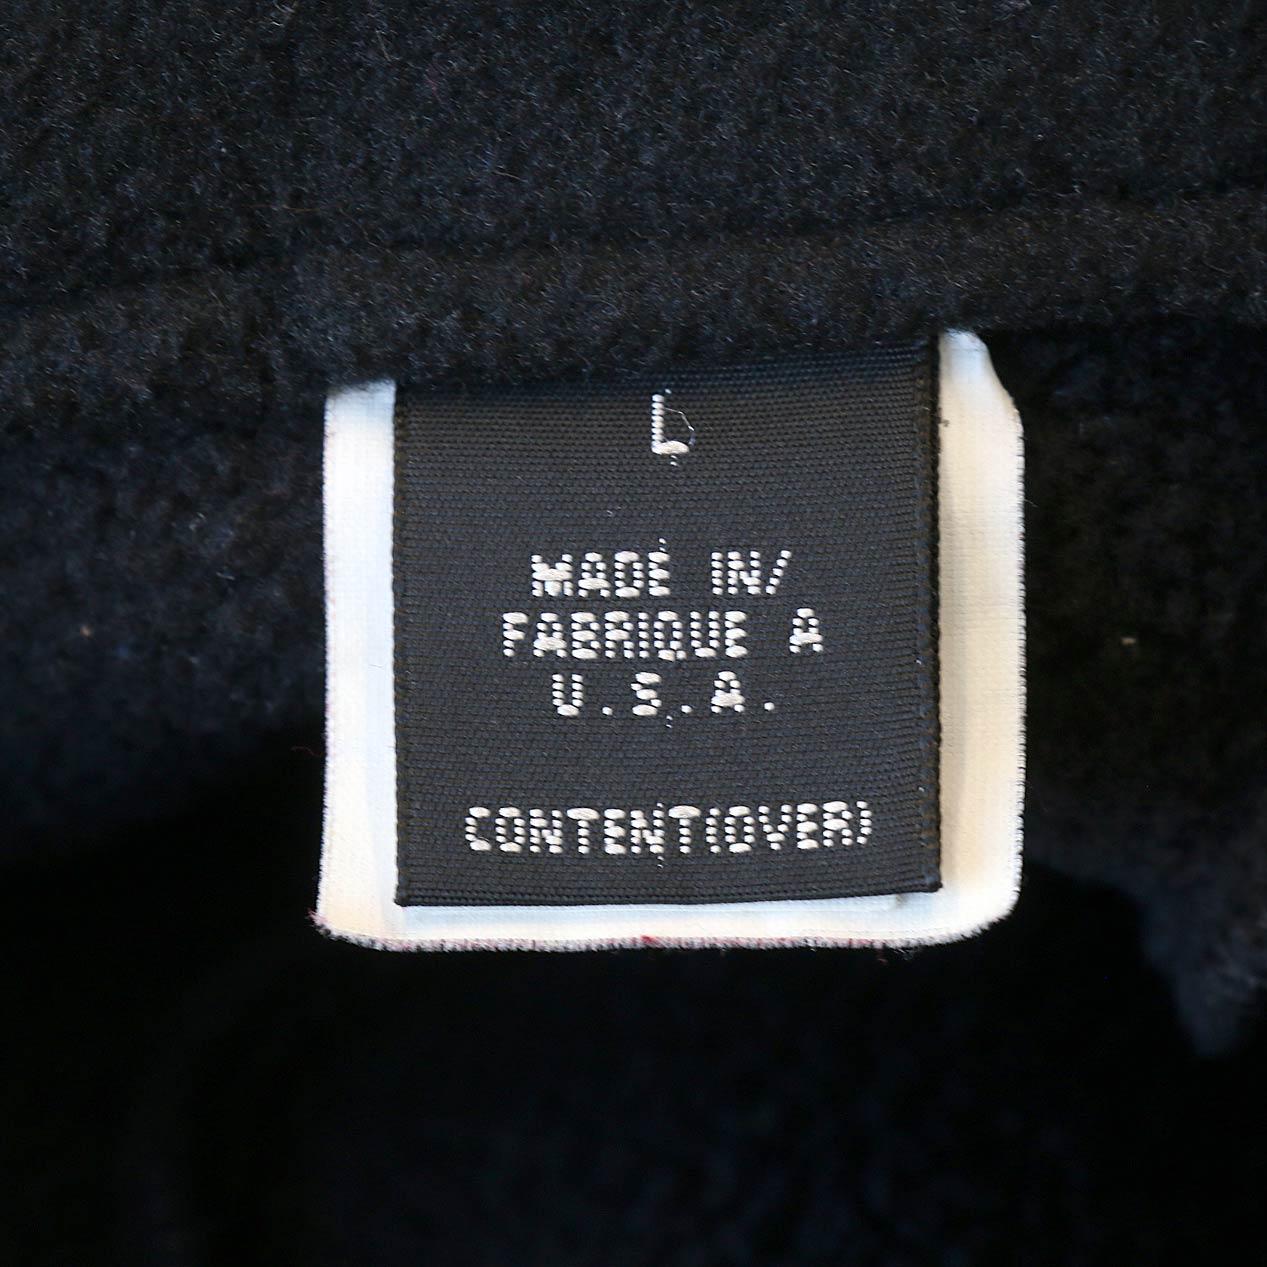 L
MADE IN/
FABRIQUE A
U.S.A.
CONTENT(OVER)